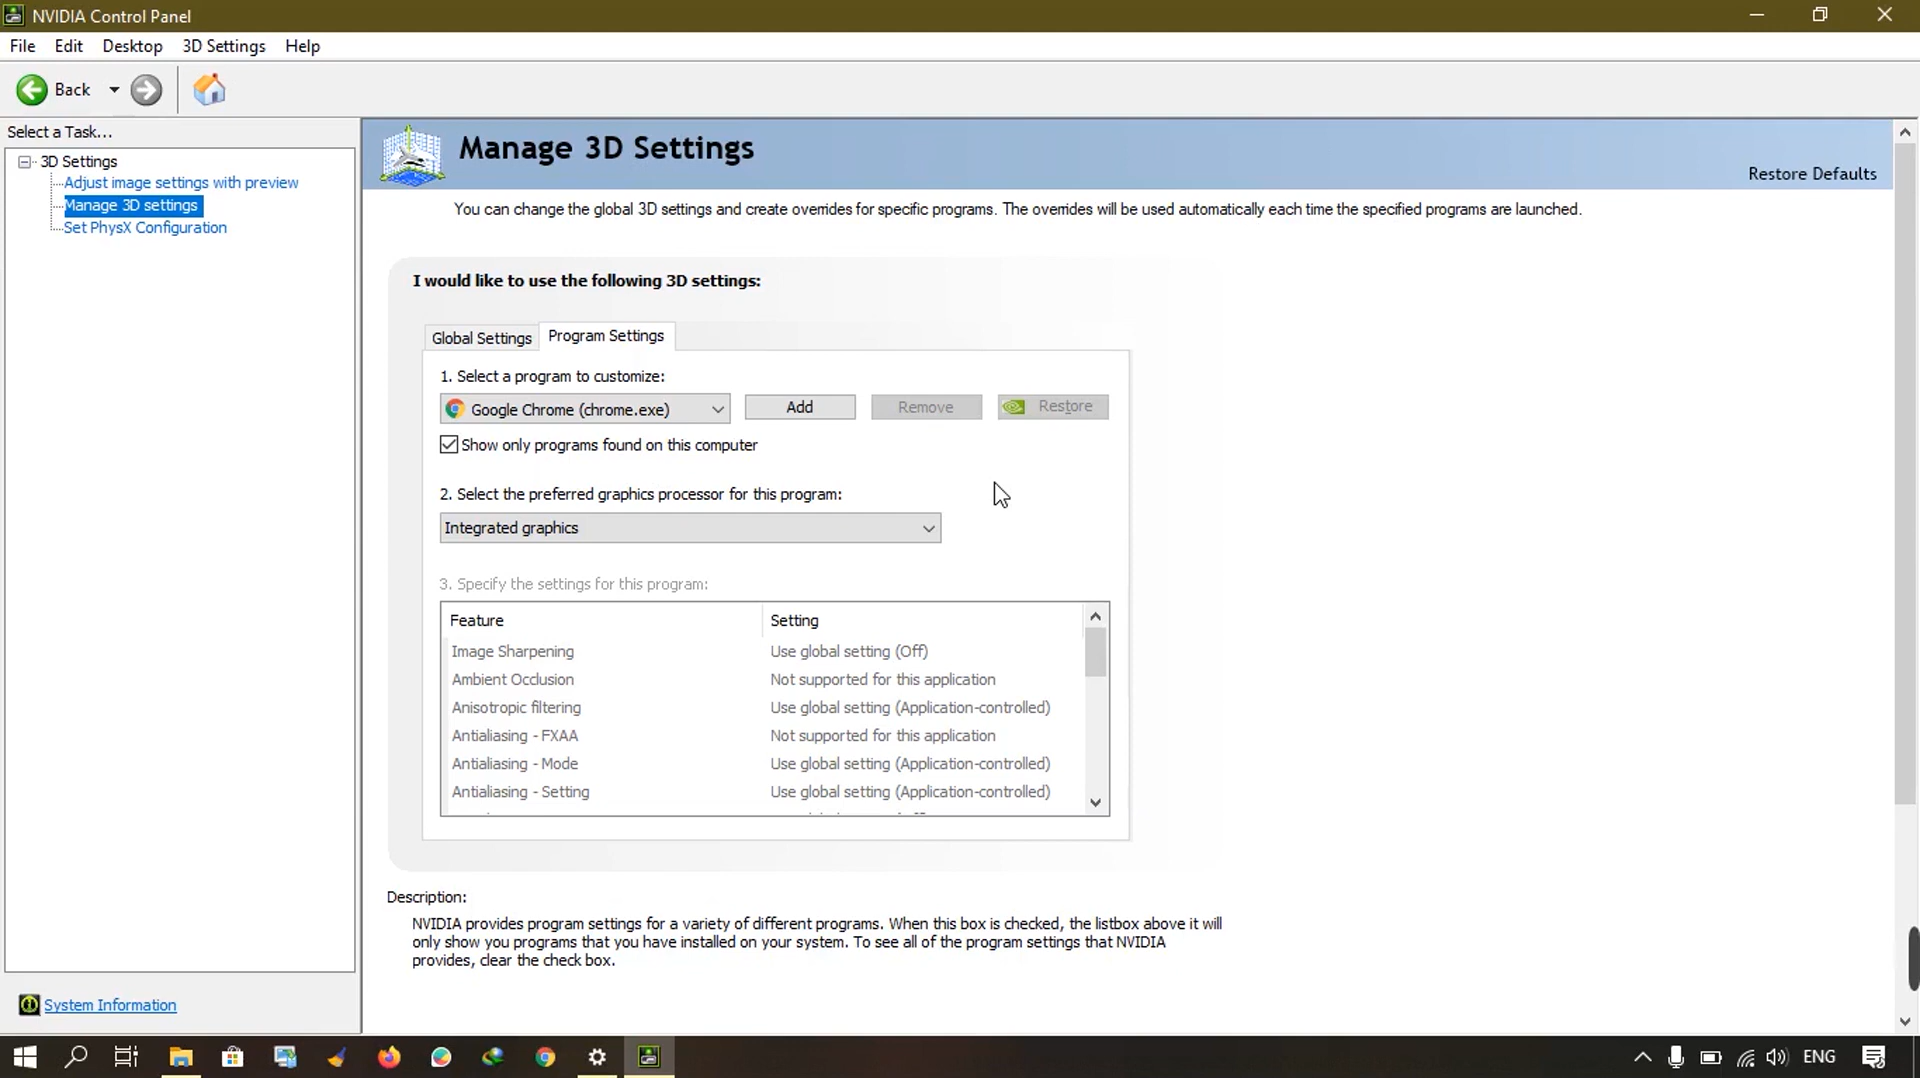 NVIDIA Control Panel
File Edit Desktop 3D Settings Help
Back
Select a Task...
3D Settings
Adjust image settings with preview
Manage 3D settings
Set PhysX Configuration
System Information
Manage 3D Settings
Restore Defaults
You can change the global 3D settings and create overrides for specific programs. The overrides will be used automatically each time the specified programs are launched.
I would like to use the following 3D settings:
Global Settings Program Settings
1. Select a program to customize:
Google Chrome (chrome.exe) Add Remove Restore
Show only programs found on this computer
2. Select the preferred graphics processor for this program:
Integrated graphics
3. Specify the settings for this program:
Feature Setting
Image Sharpening Use global setting (Off)
Ambient Occlusion Not supported for this application
Anisotropic filtering Use global setting (Application-controlled)
Antialiasing - FXAA Not supported for this application
Antialiasing - Mode Use global setting (Application-controlled)
Antialiasing - Setting Use global setting (Application-controlled)
Description:
NVIDIA provides program settings for a variety of different programs. When this box is checked, the listbox above it will
only show you programs that you have installed on your system. To see all of the program settings that NVIDIA
provides, clear the check box.
ENG